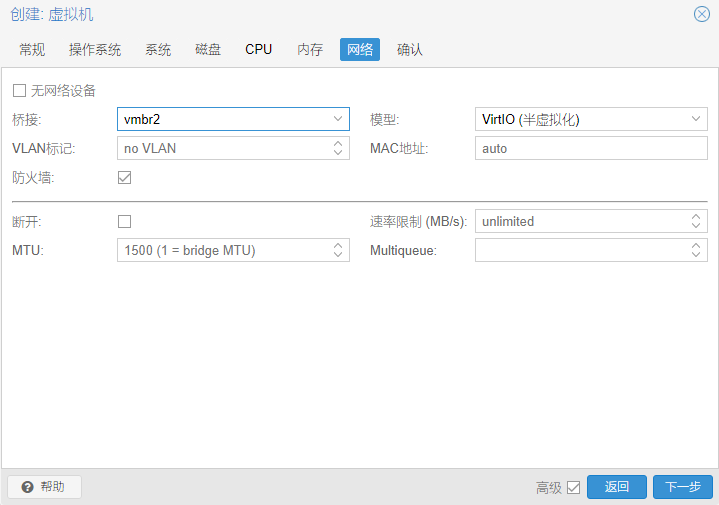 创建: 虚拟机
常规 操作系统 系统 磁盘 CPU 内存 网络 确认
无网络设备
桥接: vmbr2 模型: VirtIO (半虚拟化)
VLAN标记: no VLAN MAC地址: auto
防火墙:
断开: 速率限制 (MB/s): unlimited
MTU: 1500 (1 = bridge MTU) Multiqueue:
帮助 高级 返回 下一步